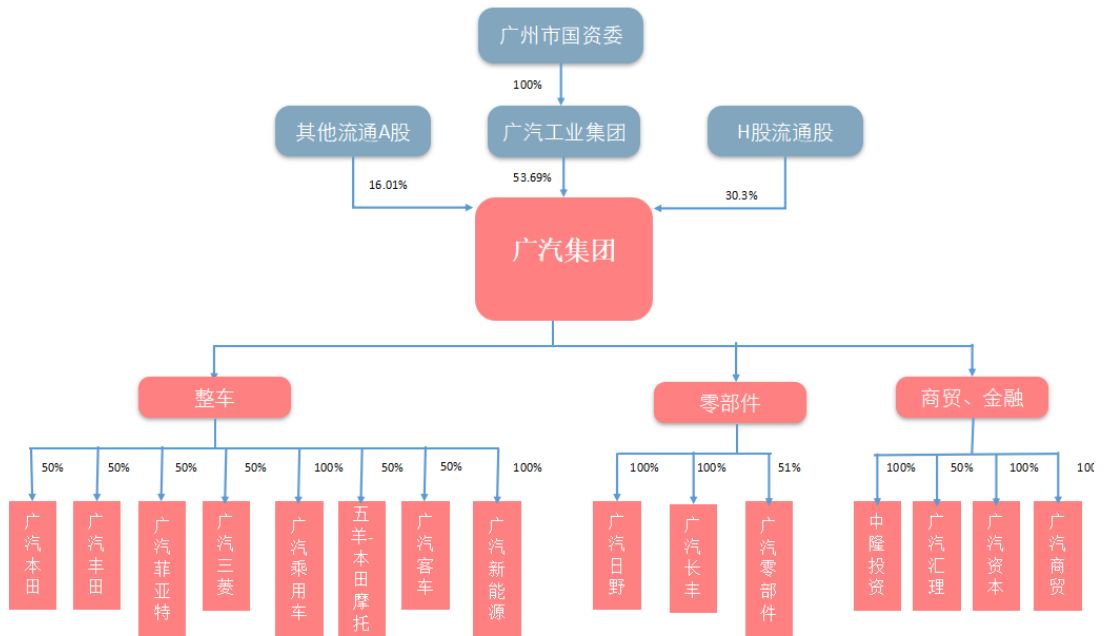 广州市国资委
100%
其他流通A股
广汽工业集团
H股流通股
16.01%
53.69%
30.3%
广汽集团
整车
零部件
商贸、金融
50%
50%
50%
50%
100%
50%
50%
100%
100%
100%
51%
100%
50%
100%
100
广汽本田
广汽丰田
广汽菲亚特
广汽三菱
广汽乘用车
五羊-本田摩托
广汽客车
广汽新能源
广汽日野
广汽长丰
广汽零部件
中隆投资
广汽汇理
广汽资本
广汽商贸